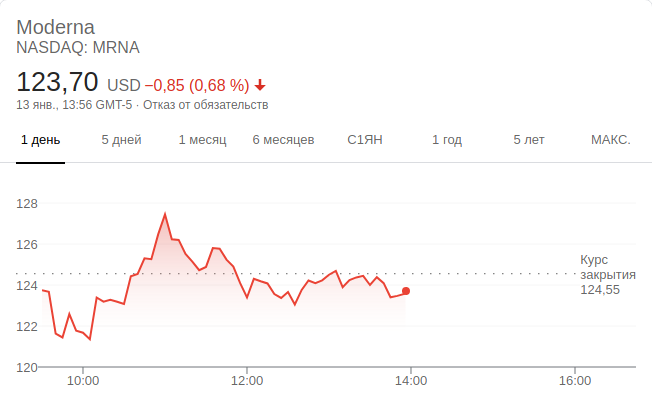 Moderna
NASDAQ: MRNA
123,70 USD −0,85 (0,68 %)
13 янв., 13:56 GMT-5 · Отказ от обязательств
1 день 5 дней 1 месяц 6 месяцев С1ЯН 1 год 5 лет МАКС.
128
126
Курс
закрытия
124,55
124
122
120
10:00 12:00 14:00 16:00